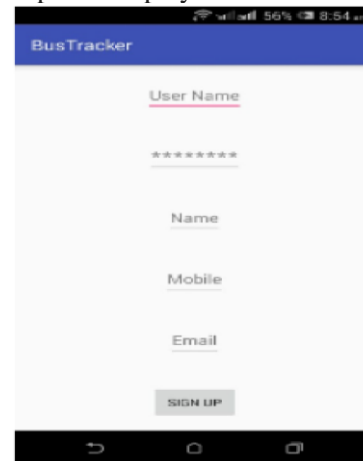 56% 8:54
BusTracker
User Name
********
Name
Mobile
Email
SIGN UP